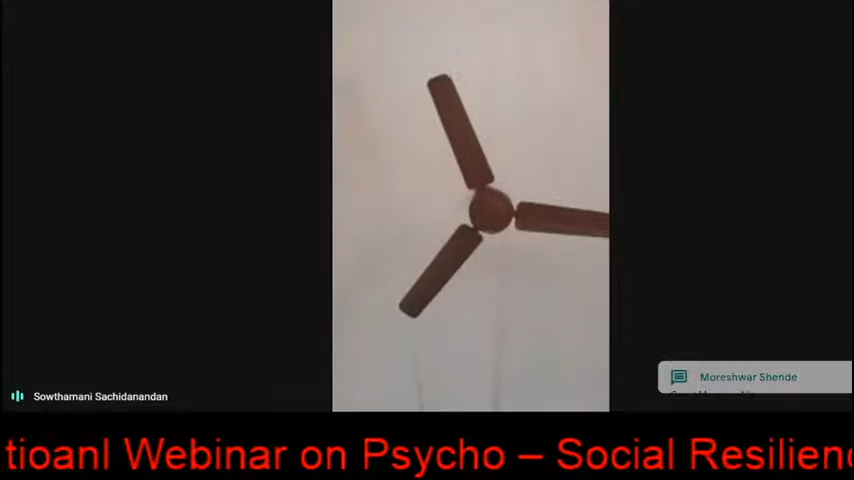 Moreshwar Shende
Sowthamani Sachidanandan
tioanl Webinar on Psycho – Social Resilienc